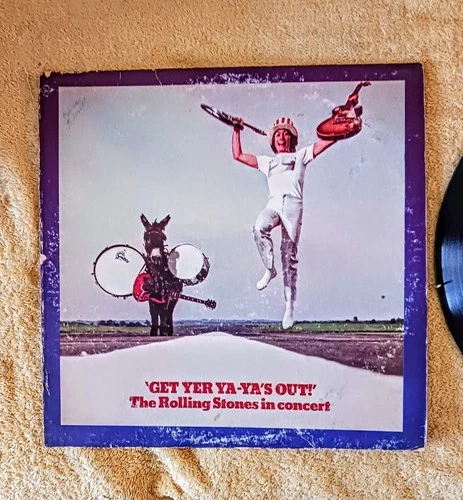 'GET YER YA-YA'S OUT!'
The Rolling Stones in concert